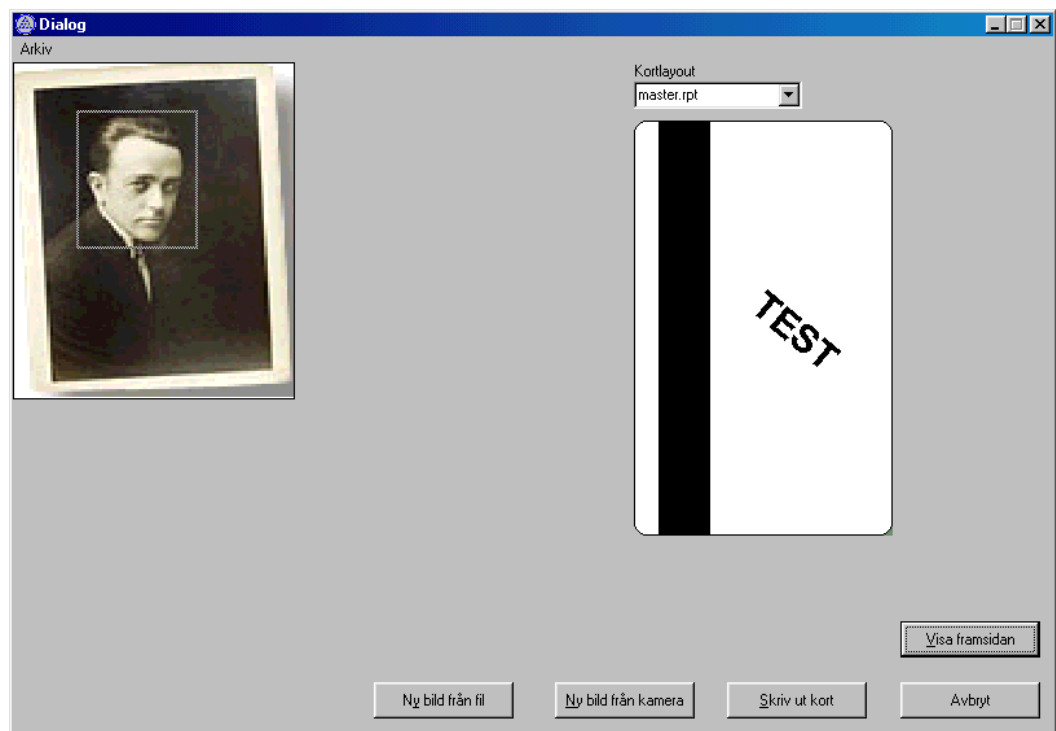 Dialog
Arkiv
Kortlayout
master.rpt
TEST
Visa framsidan
Ny bild från fil
Ny bild från kamera
Skriv ut kort
Avbryt